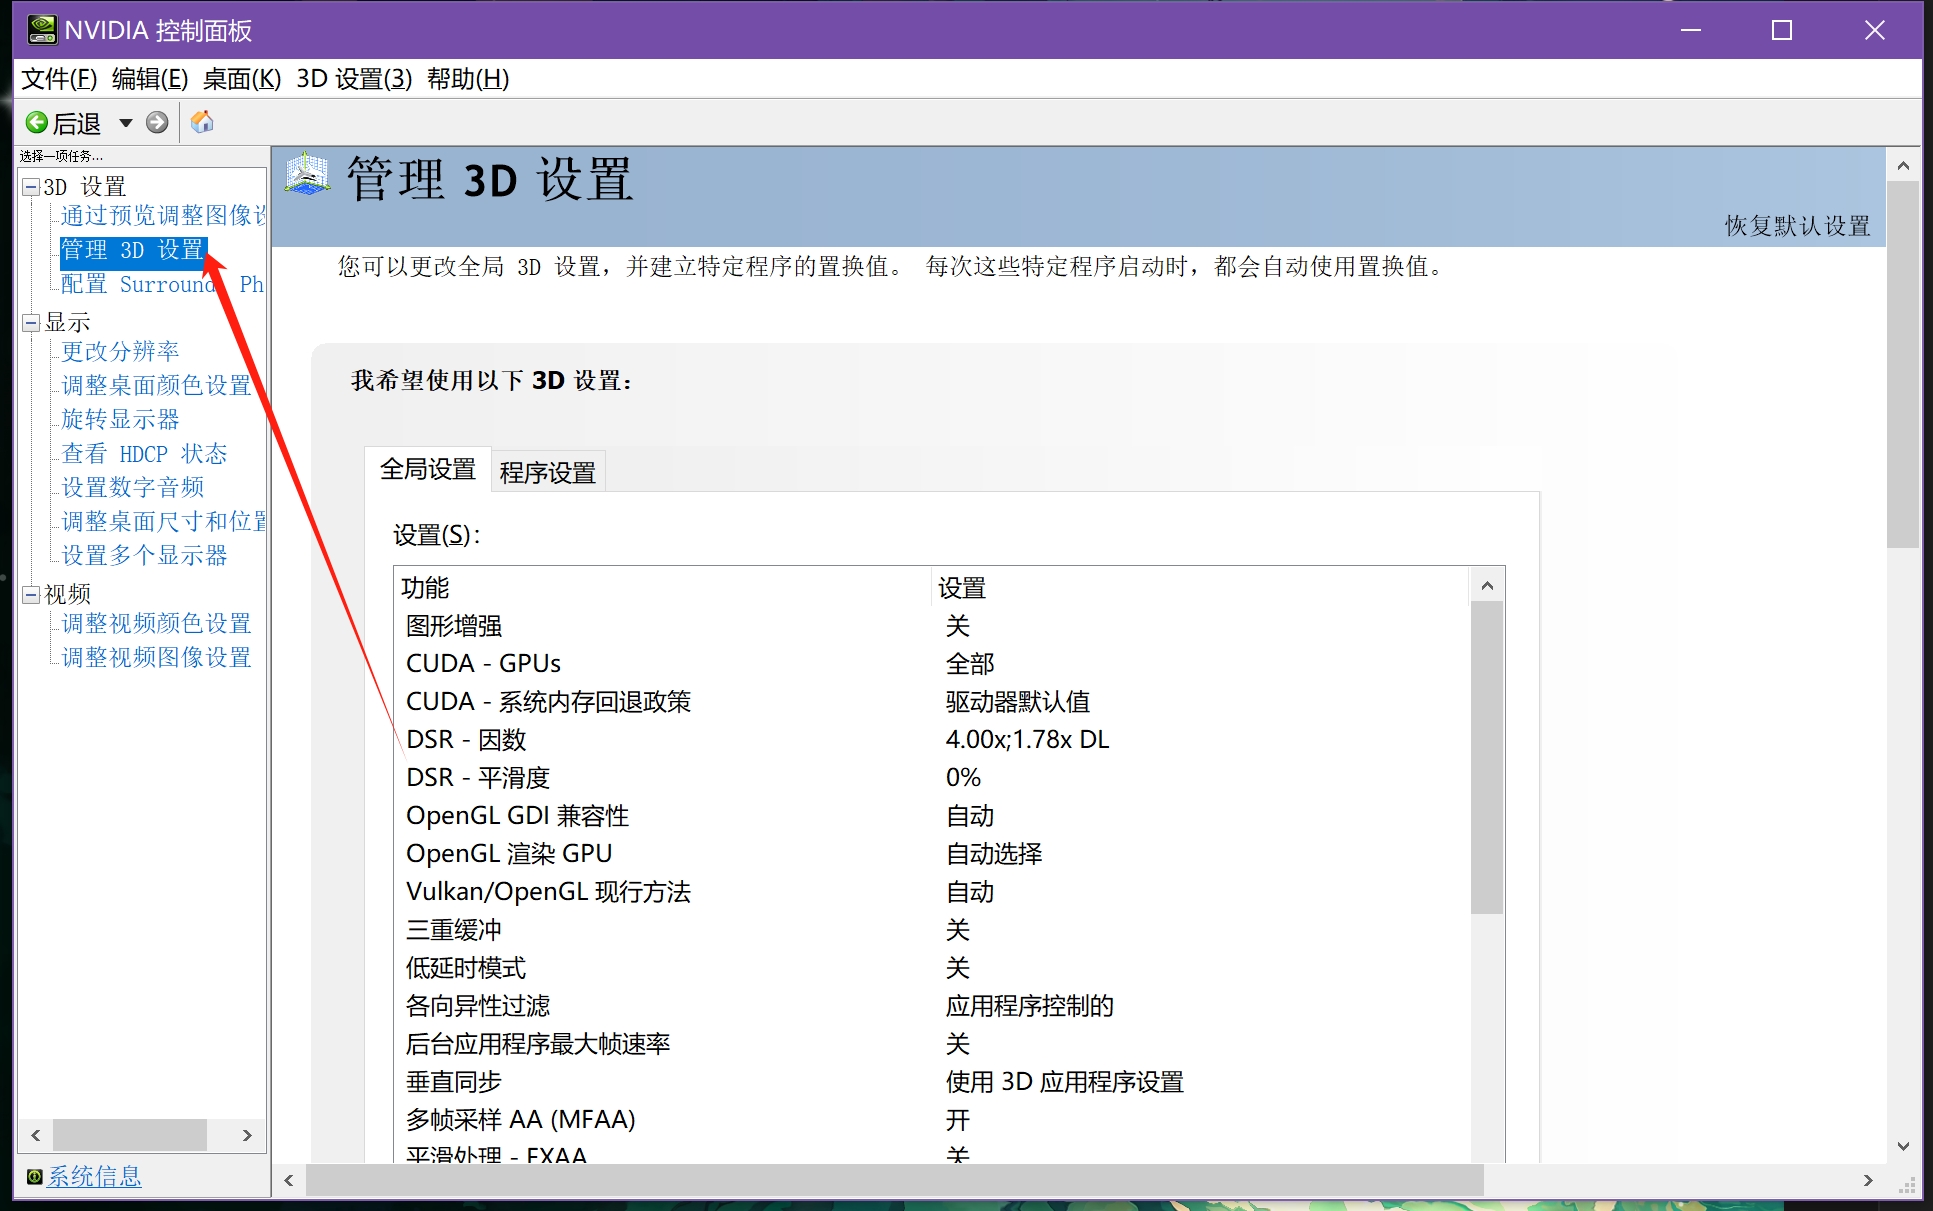 NVIDIA 控制面板
文件(F) 编辑(E) 桌面(K) 3D 设置(3) 帮助(H)
后退
选择一项任务...
3D 设置
通过预览调整图像设
管理 3D 设置
配置 Surround Ph
显示
更改分辨率
调整桌面颜色设置
旋转显示器
查看 HDCP 状态
设置数字音频
调整桌面尺寸和位置
设置多个显示器
视频
调整视频颜色设置
调整视频图像设置
系统信息
管理 3D 设置
恢复默认设置
您可以更改全局 3D 设置，并建立特定程序的置换值。 每次这些特定程序启动时，都会自动使用置换值。
我希望使用以下 3D 设置：
全局设置 程序设置
设置(S)：
功能 设置
图形增强 关
CUDA - GPUs 全部
CUDA - 系统内存回退政策 驱动器默认值
DSR - 因数 4.00x;1.78x DL
DSR - 平滑度 0%
OpenGL GDI 兼容性 自动
OpenGL 渲染 GPU 自动选择
Vulkan/OpenGL 现行方法 自动
三重缓冲 关
低延时模式 关
各向异性过滤 应用程序控制的
后台应用程序最大帧速率 关
垂直同步 使用 3D 应用程序设置
多帧采样 AA (MFAA) 开
平滑处理 - FXAA 关